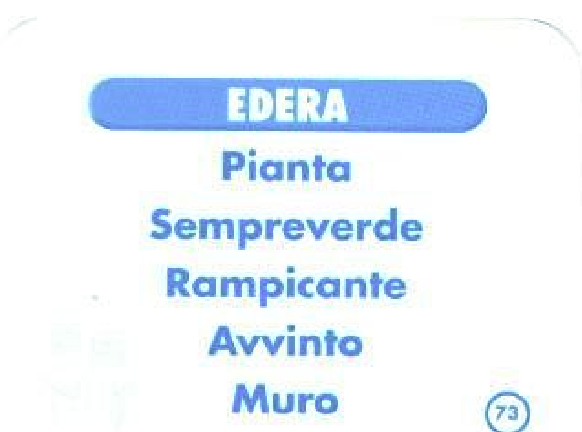 EDERA
Pianta
Sempreverde
Rampicante
Avvinto
Muro
73